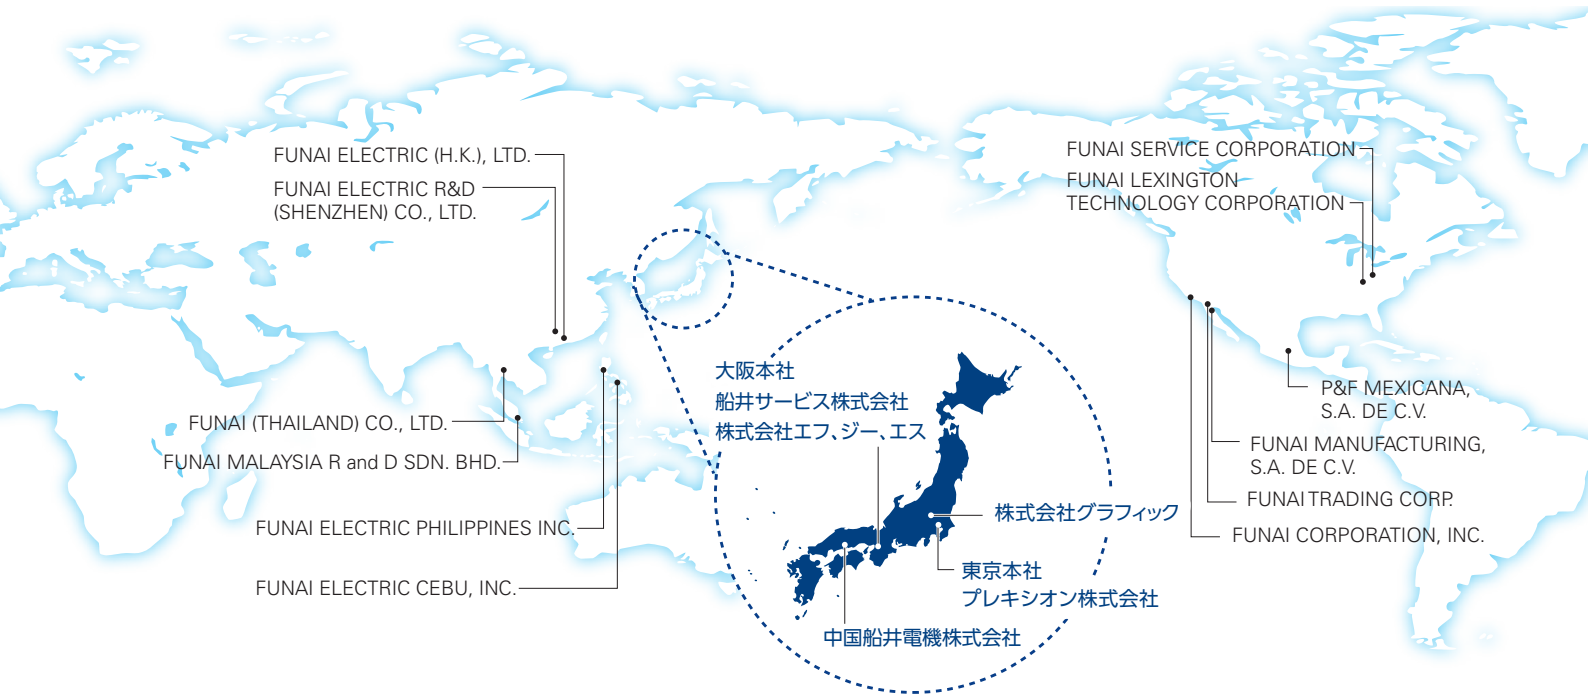 FUNAI ELECTRIC (H.K.), LTD.
FUNAI ELECTRIC R&D
(SHENZHEN) CO., LTD.
FUNAI (THAILAND) CO., LTD.
FUNAI MALAYSIA R and D SDN. BHD.
FUNAI ELECTRIC PHILIPPINES INC.
FUNAI ELECTRIC CEBU, INC.
大阪本社
船井サービス株式会社
株式会社エフ、ジー、エス
株式会社グラフィック
東京本社
プレキシオン株式会社
中国船井電機株式会社
FUNAI SERVICE CORPORATION
FUNAI LEXINGTON
TECHNOLOGY CORPORATION
P&F MEXICANA,
S.A. DE C.V.
FUNAI MANUFACTURING,
S.A. DE C.V.
FUNAI TRADING CORP.
FUNAI CORPORATION, INC.